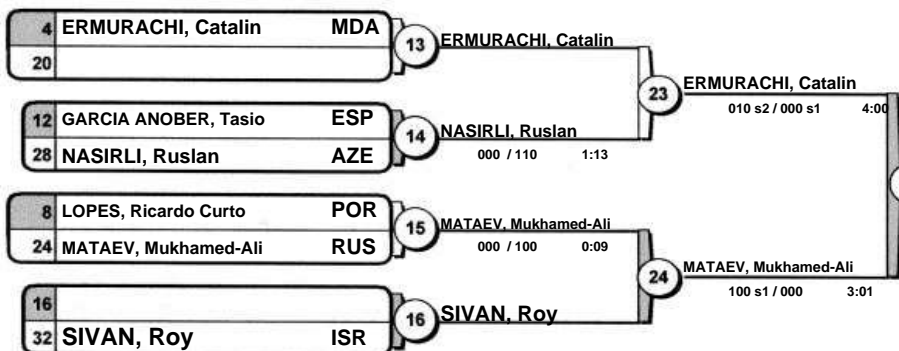 4 ERMURACHI, Catalin MDA
20
13 ERMURACHI, Catalin
12 GARCIA ANOBER, Tasio ESP
28 NASIRLI, Ruslan AZE
14 NASIRLI, Ruslan
000 / 110 1:13
23 ERMURACHI, Catalin
010 s2 / 000 s1 4:00
8 LOPES, Ricardo Curto POR
24 MATAEV, Mukhamed-Ali RUS
15 MATAEV, Mukhamed-Ali
000 / 100 0:09
16
32 SIVAN, Roy ISR
16 SIVAN, Roy
24 MATAEV, Mukhamed-Ali
100 s1 / 000 3:01